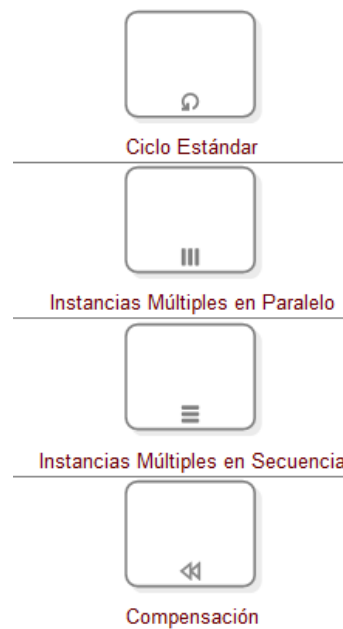 Ciclo Estándar
Instancias Múltiples en Paralelo
Instancias Múltiples en Secuencia
Compensación